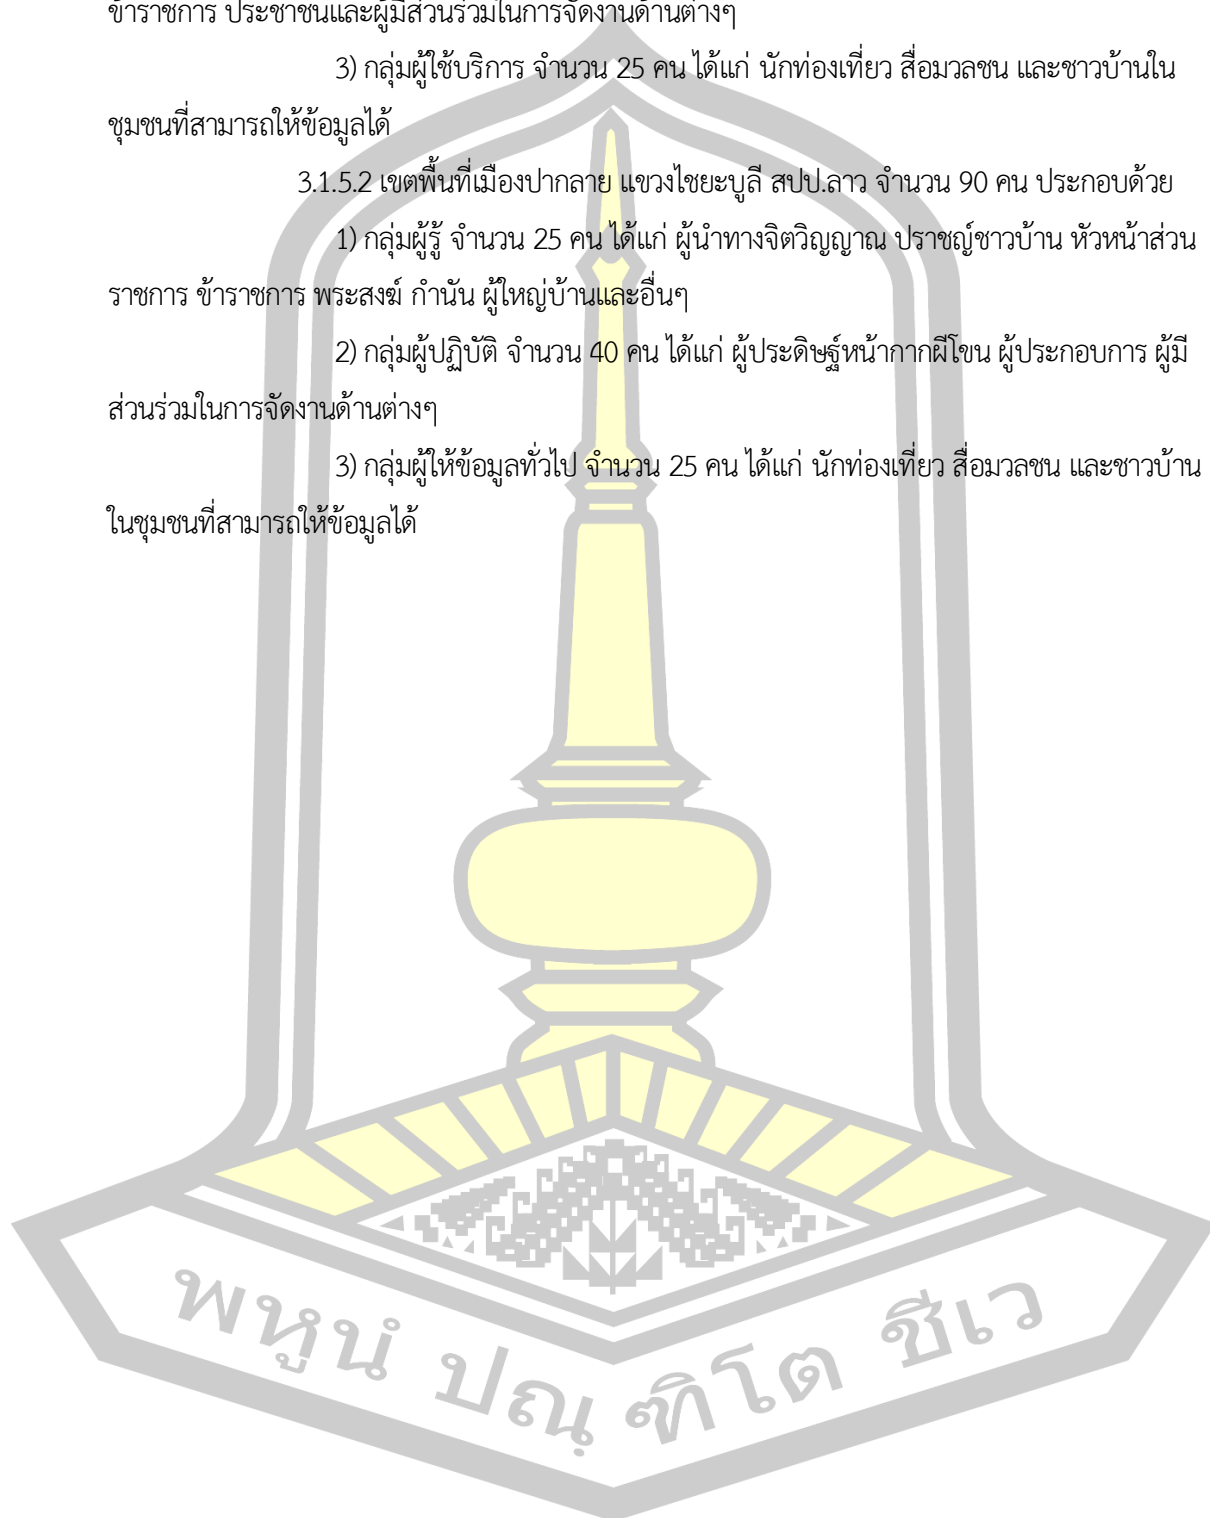 ข้าราชการ ประชาชนและผู้มีส่วนร่วมในการจัดงานด้านต่างๆ
3) กลุ่มผู้ใช้บริการ จำนวน 25 คน ได้แก่ นักท่องเที่ยว สื่อมวลชน และชาวบ้านใน
ชุมชนที่สามารถให้ข้อมูลได้
3.1.5.2 เขตพื้นที่เมืองปากลาย แขวงไชยะบูลี สปป.ลาว จำนวน 90 คน ประกอบด้วย
1) กลุ่มผู้รู้ จำนวน 25 คน ได้แก่ ผู้นำทางจิตวิญญาณ ปราชญ์ชาวบ้าน หัวหน้าส่วน
ราชการ ข้าราชการ พระสงฆ์ กำนัน ผู้ใหญ่บ้านและอื่นๆ
2) กลุ่มผู้ปฏิบัติ จำนวน 40 คน ได้แก่ ผู้ประดิษฐ์หน้ากากผีโขน ผู้ประกอบการ ผู้มี
ส่วนร่วมในการจัดงานด้านต่างๆ
3) กลุ่มผู้ให้ข้อมูลทั่วไป จำนวน 25 คน ได้แก่ นักท่องเที่ยว สื่อมวลชน และชาวบ้าน
ในชุมชนที่สามารถให้ข้อมูลได้
พหูนํ ปณฺฑิโต ชีเว